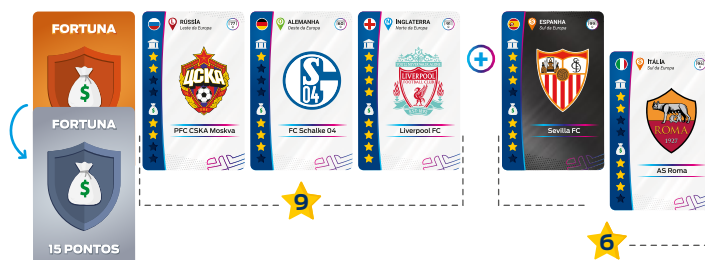 FORTUNA
$
FORTUNA
$
15 PONTOS
RÚSSIA
Leste da Europa
77
ЦСКА
PFC CSKA Moskva
ALEMANHA
Sul da Europa
S
04
FC Schalke 04
INGLATERRA
Norte da Europa
LIVERPOOL
FOOTBALL CLUB
Liverpool FC
9
+
ESPANHA
Sul da Europa
Sevilla FC
ITÁLIA
Sul da Europa
ROMA
1927
AS Roma
6